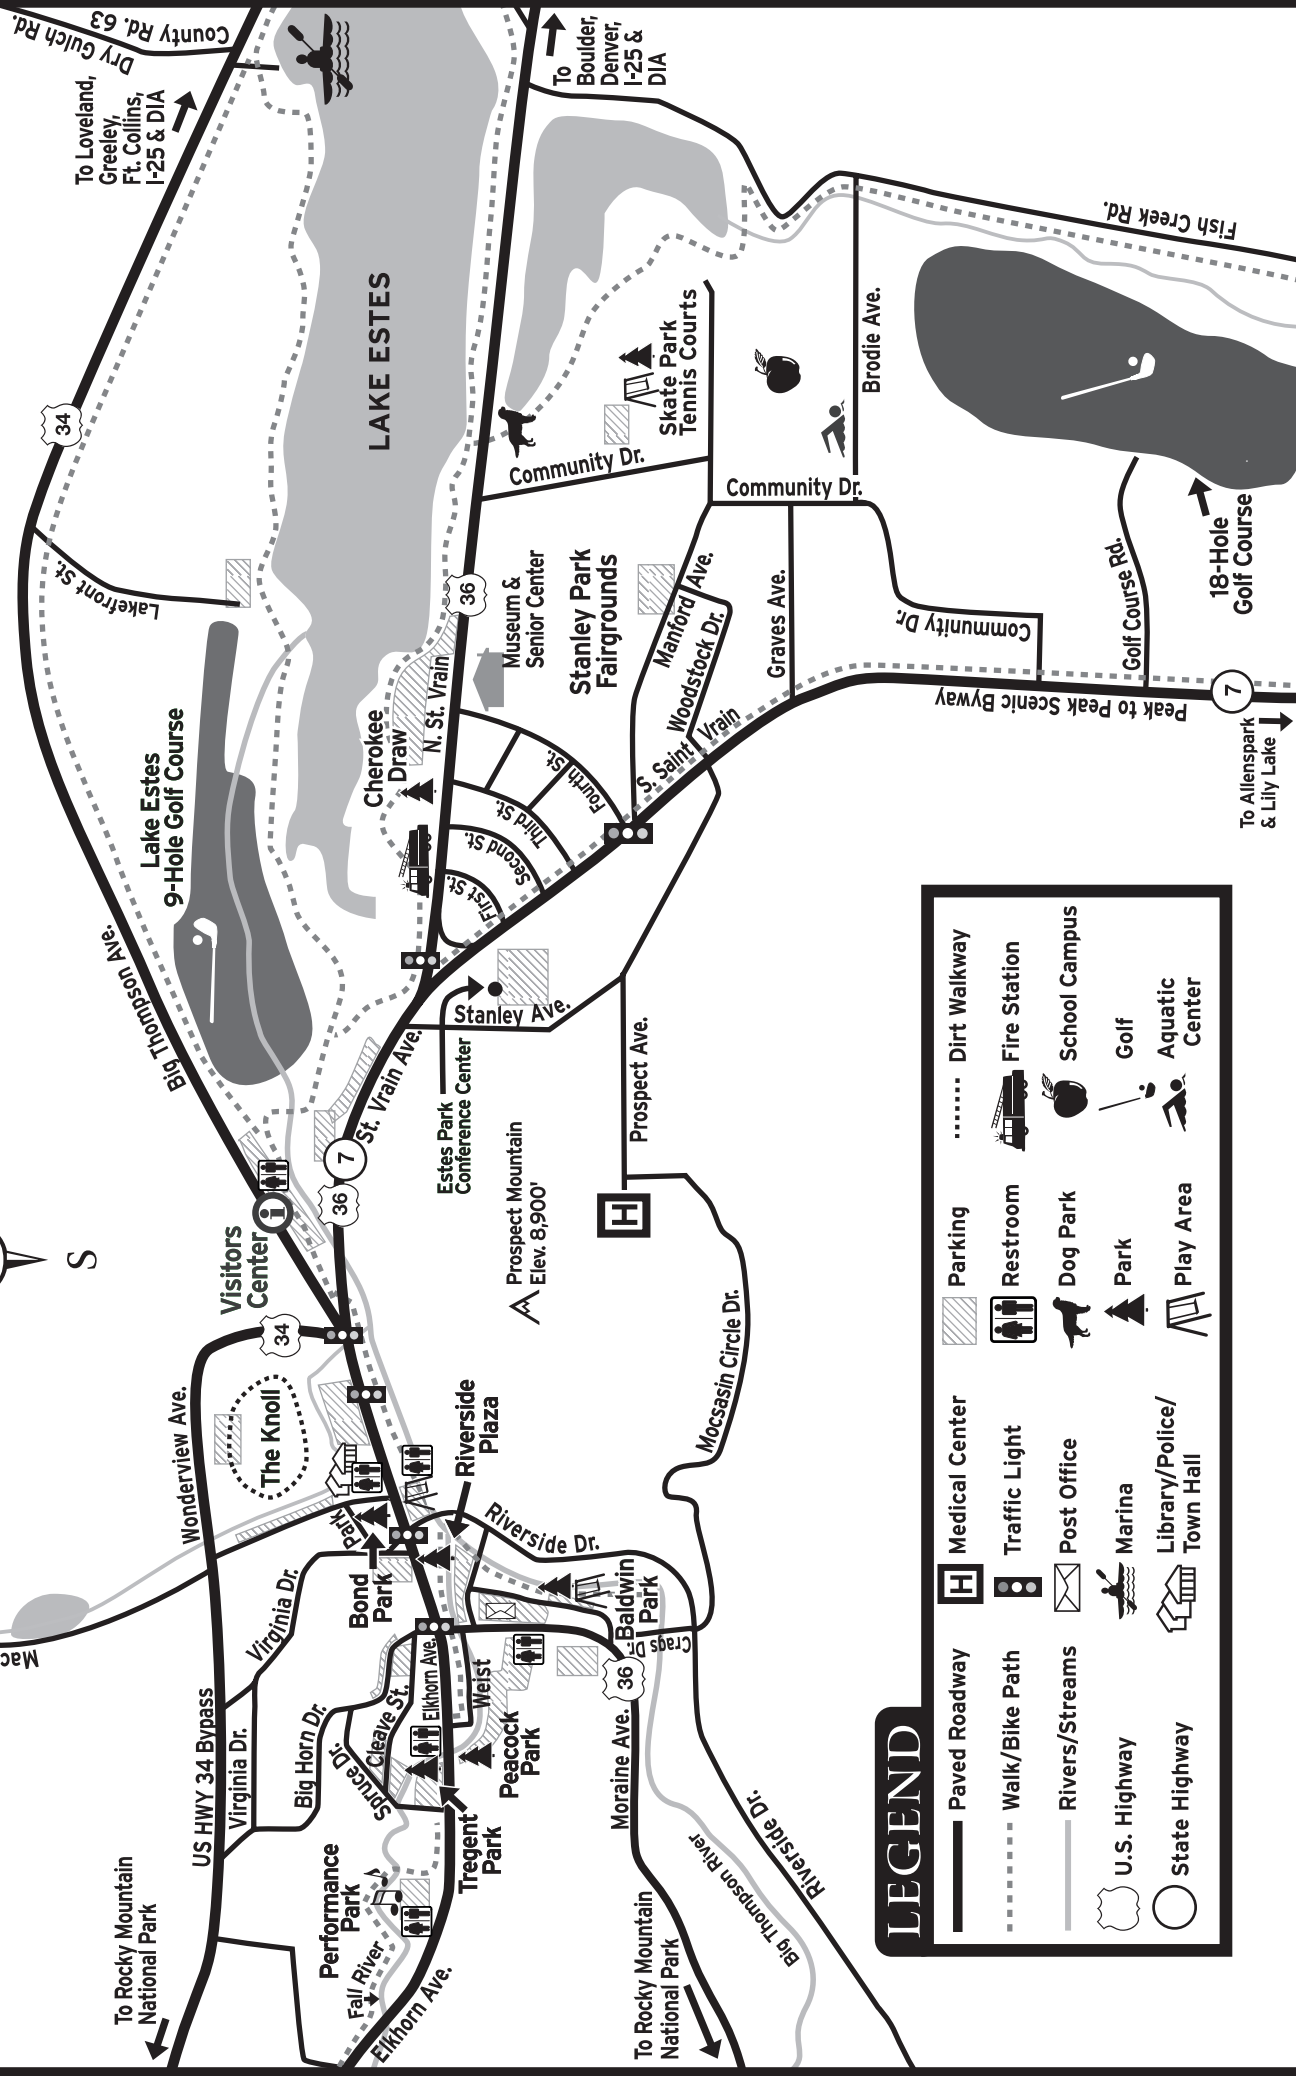 Mac
S
To Rocky Mountain
National Park
US HWY 34 Bypass
Virginia Dr.
Virginia Dr.
Big Horn Dr.
Wonderview Ave.
The Knoll
34
Visitors
Center
Big Thompson Ave.
Lake Estes
9-Hole Golf Course
Lakefront St.
34
To Loveland,
Greeley,
Ft. Collins,
I-25 & DIA
Dry Gulch Rd.
County Rd. 63
LAKE ESTES
Performance
Park
Fall River
Elkhorn Ave.
Spruce Dr.
Cleave St.
Elkhorn Ave.
Tregent
Park
Peacock
Park
Weist
Bond
Park
Park
Riverside
Plaza
Riverside Dr.
Baldwin
Park
Crags Dr.
36
Moraine Ave.
To Rocky Mountain
National Park
Big Thompson River
Riverside Dr.
Mocsasin Circle Dr.
Prospect Mountain
Elev. 8,900'
H
36
7
St. Vrain Ave.
Estes Park
Conference Center
Stanley Ave.
Prospect Ave.
Cherokee
Draw
N. St. Vrain
36
First St.
Second St.
Third St.
Fourth St.
Museum &
Senior Center
Stanley Park
Fairgrounds
S. Saint Vrain
Manford Ave.
Woodstock Dr.
Graves Ave.
Community Dr.
Community Dr.
Community Dr.
Skate Park
Tennis Courts
Brodie Ave.
To
Boulder,
Denver,
I-25 &
DIA
Fish Creek Rd.
Golf Course Rd.
18-Hole
Golf Course
Peak to Peak Scenic Byway
7
To Allenspark
& Lily Lake
LEGEND
Paved Roadway
Walk/Bike Path
Rivers/Streams
U.S. Highway
State Highway
H
Medical Center
Traffic Light
Post Office
Marina
Library/Police/
Town Hall
Parking
Restroom
Dog Park
Park
Play Area
Dirt Walkway
Fire Station
School Campus
Golf
Aquatic
Center